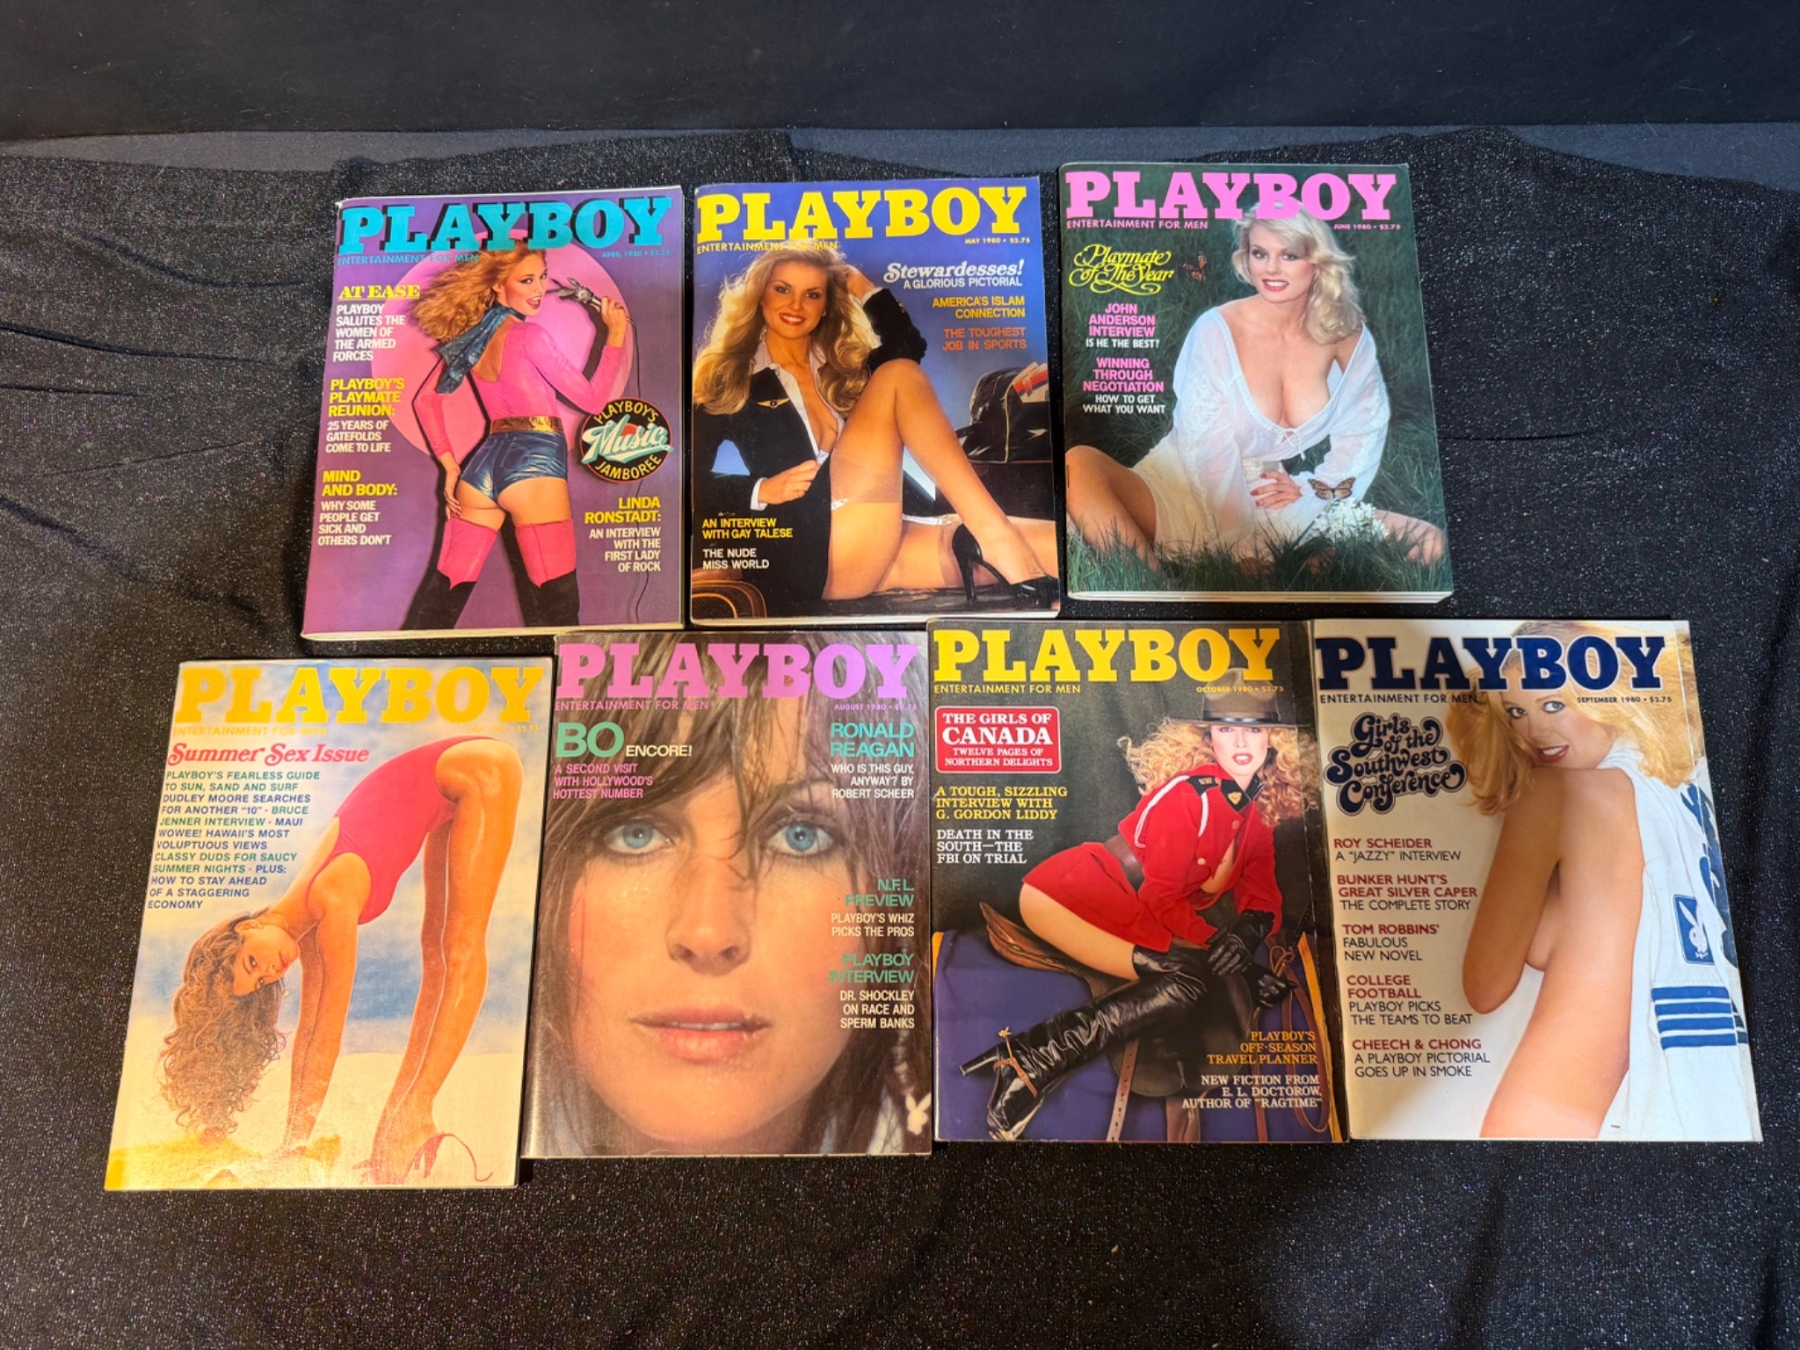 PLAYBOY
ENTERTAINMENT FOR MEN
APRIL 1980 • $3.75
AT EASE
PLAYBOY
SALUTES THE
WOMEN OF
THE ARMED
FORCES
PLAYBOY'S
PLAYMATE
REUNION:
25 YEARS OF
GATEFOLDS
COME TO LIFE
MIND
AND BODY:
WHY SOME
PEOPLE GET
SICK AND
OTHERS DON'T
PLAYBOY'S
Music
JAMBOREE
LINDA
RONSTADT:
AN INTERVIEW
WITH THE
FIRST LADY
OF ROCK
PLAYBOY
ENTERTAINMENT FOR MEN
MAY 1980 • $3.75
Stewardesses!
A GLORIOUS PICTORIAL
AMERICA'S ISLAM
CONNECTION
THE TOUGHEST
JOB IN SPORTS
AN INTERVIEW
WITH GAY TALESE
THE NUDE
MISS WORLD
PLAYBOY
ENTERTAINMENT FOR MEN
JUNE 1980 • $3.75
Playmate
of The Year
JOHN
ANDERSON
INTERVIEW
IS HE THE BEST?
WINNING
THROUGH
NEGOTIATION
HOW TO GET
WHAT YOU WANT
PLAYBOY
ENTERTAINMENT FOR MEN
$3.75
Summer Sex Issue
PLAYBOY'S FEARLESS GUIDE
TO SUN, SAND AND SURF
DUDLEY MOORE SEARCHES
FOR ANOTHER "10" • BRUCE
JENNER INTERVIEW • MAUI
WOWEE! HAWAII'S MOST
VOLUPTUOUS VIEWS
CLASSY DUDS FOR SAUCY
SUMMER NIGHTS • PLUS:
HOW TO STAY AHEAD
OF A STAGGERING
ECONOMY
PLAYBOY
ENTERTAINMENT FOR MEN
AUGUST 1980 • $3.75
BO ENCORE!
A SECOND VISIT
WITH HOLLYWOOD'S
HOTTEST NUMBER
RONALD
REAGAN
WHO IS THIS GUY,
ANYWAY? BY
ROBERT SCHEER
N.F.L.
PREVIEW
PLAYBOY'S WHIZ
PICKS THE PROS
PLAYBOY
INTERVIEW
DR. SHOCKLEY
ON RACE AND
SPERM BANKS
PLAYBOY
ENTERTAINMENT FOR MEN
OCTOBER 1980 • $3.75
THE GIRLS OF
CANADA
TWELVE PAGES OF
NORTHERN DELIGHTS
A TOUGH, SIZZLING
INTERVIEW WITH
G. GORDON LIDDY
DEATH IN THE
SOUTH—THE
FBI ON TRIAL
PLAYBOY'S
OFF-SEASON
TRAVEL PLANNER
NEW FICTION FROM
E. L. DOCTOROW,
AUTHOR OF "RAGTIME"
PLAYBOY
ENTERTAINMENT FOR MEN
SEPTEMBER 1980 • $3.75
Girls
of the
Southwest
Conference
ROY SCHEIDER
A "JAZZY" INTERVIEW
BUNKER HUNT'S
GREAT SILVER CAPER
THE COMPLETE STORY
TOM ROBBINS'
FABULOUS
NEW NOVEL
COLLEGE
FOOTBALL
PLAYBOY PICKS
THE TEAMS TO BEAT
CHEECH & CHONG
A PLAYBOY PICTORIAL
GOES UP IN SMOKE